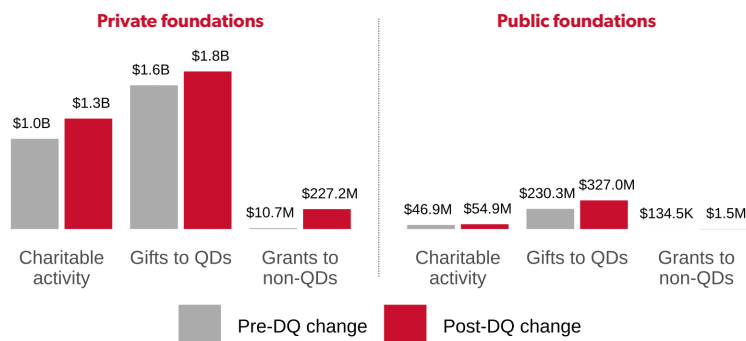 Private foundations
$1.0B
$1.3B
$1.6B
$1.8B
$10.7M
$227.2M
Charitable
activity
Gifts to QDs
Grants to
non-QDs
Public foundations
$46.9M
$54.9M
$230.3M
$327.0M
$134.5K
$1.5M
Charitable
activity
Gifts to QDs
Grants to
non-QDs
Pre-DQ change
Post-DQ change